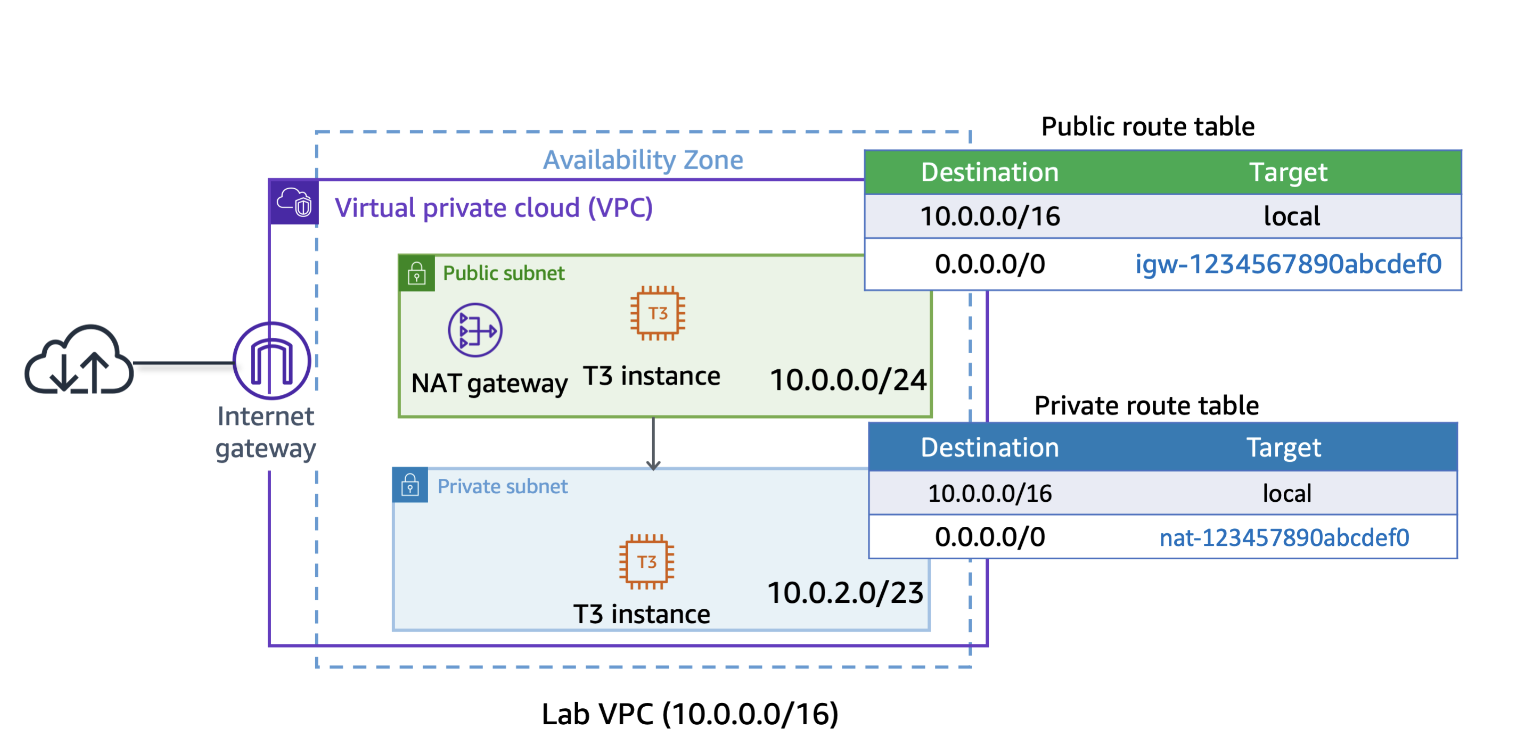 Public route table
Availability Zone
Destination Target
Virtual private cloud (VPC)
10.0.0.0/16 local
0.0.0.0/0 igw-1234567890abcdef0
Public subnet
T3
NAT gateway
T3 instance
10.0.0.0/24
Internet
gateway
Private route table
Destination Target
10.0.0.0/16 local
0.0.0.0/0 nat-123457890abcdef0
Private subnet
T3
T3 instance
10.0.2.0/23
Lab VPC (10.0.0.0/16)